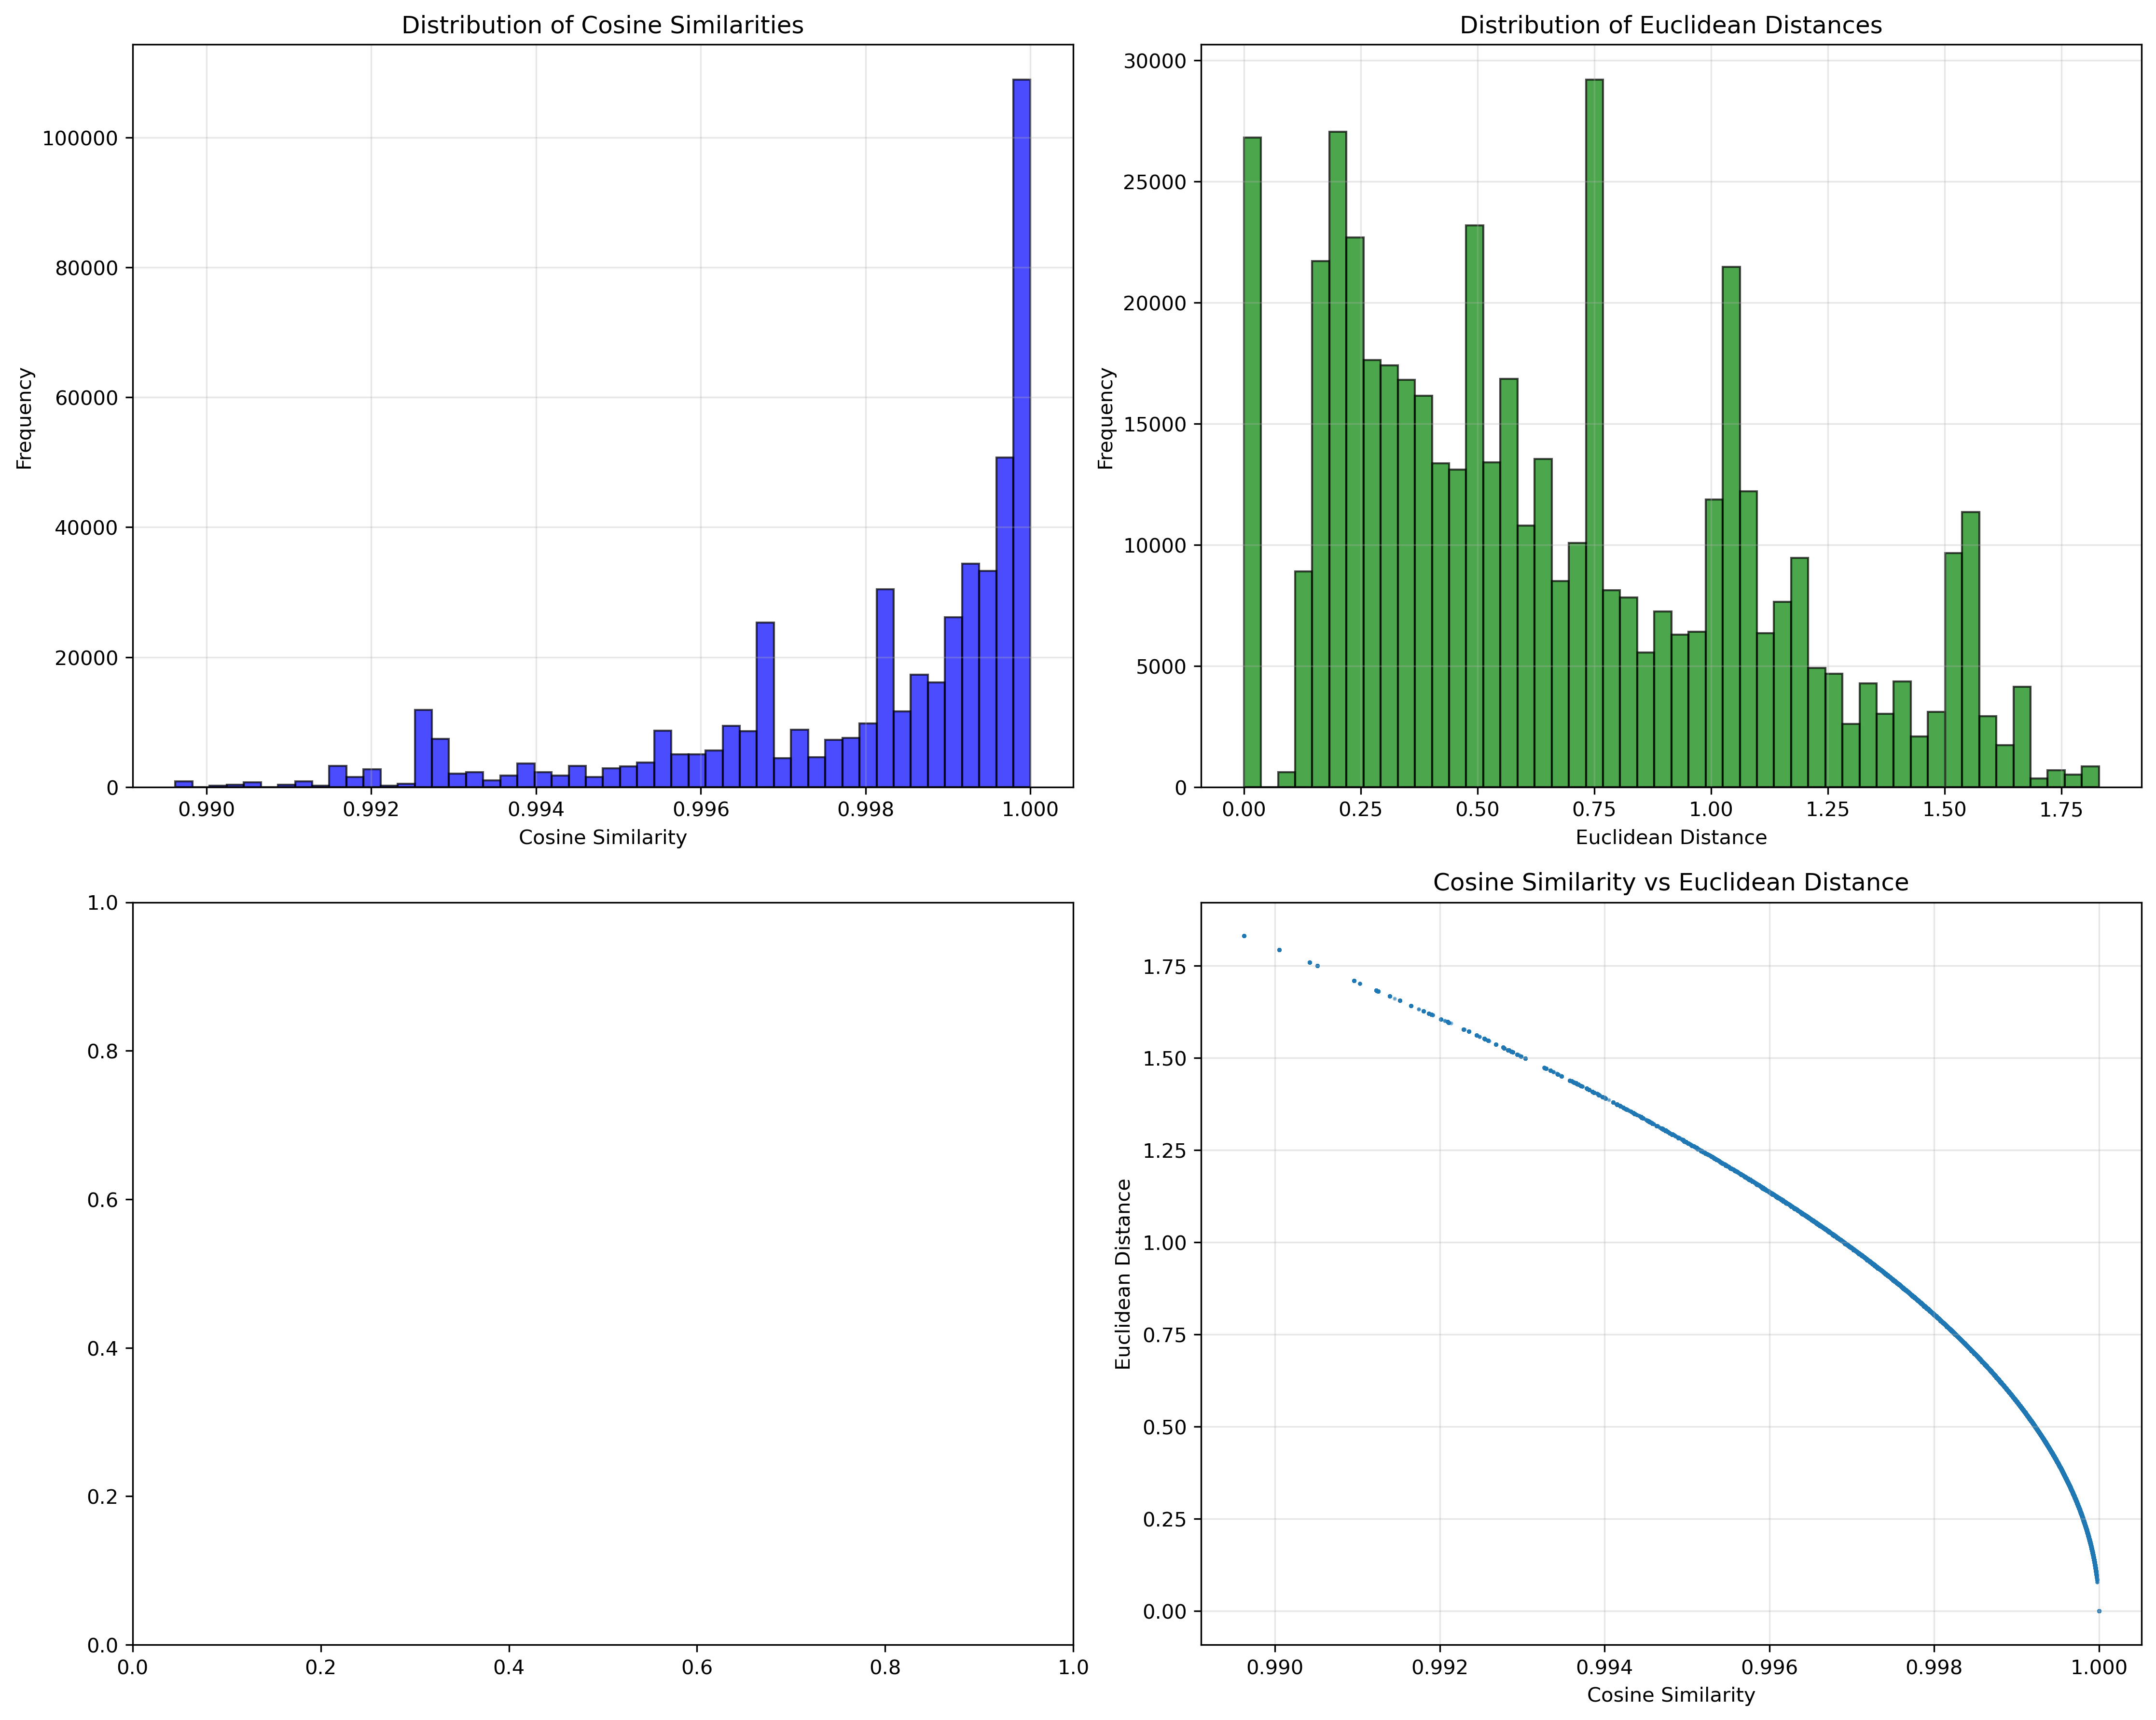 Distribution of Cosine Similarities
Frequency
100000
80000
60000
40000
20000
0
0.990 0.992 0.994 0.996 0.998 1.000
Cosine Similarity
Distribution of Euclidean Distances
Frequency
30000
25000
20000
15000
10000
5000
0
0.00 0.25 0.50 0.75 1.00 1.25 1.50 1.75
Euclidean Distance
1.0
0.8
0.6
0.4
0.2
0.0
0.0 0.2 0.4 0.6 0.8 1.0
Cosine Similarity vs Euclidean Distance
Euclidean Distance
1.75
1.50
1.25
1.00
0.75
0.50
0.25
0.00
0.990 0.992 0.994 0.996 0.998 1.000
Cosine Similarity